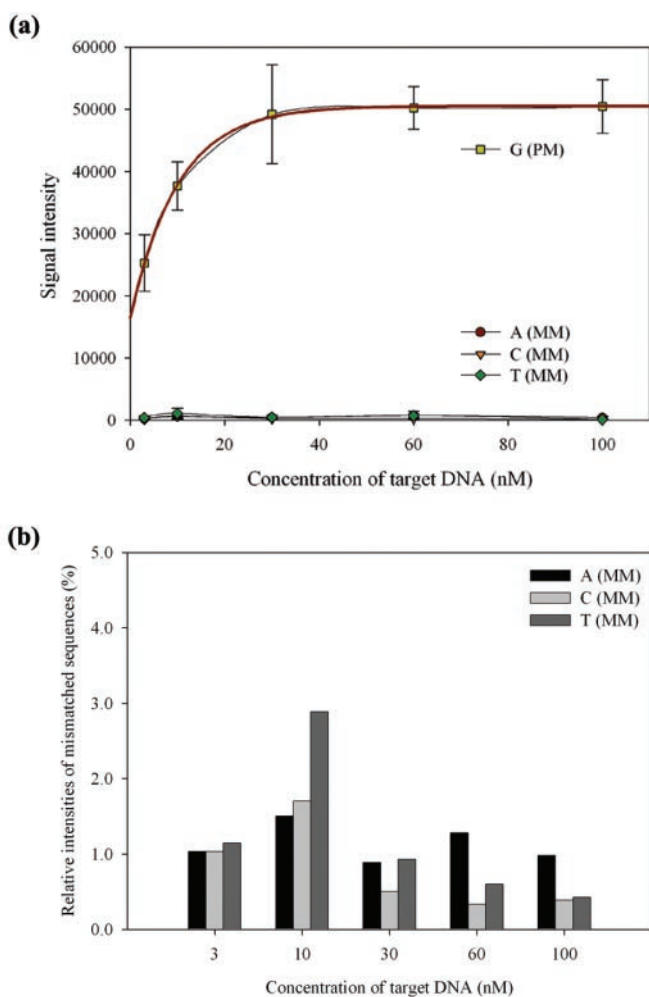 (a)
60000
50000
40000
30000
20000
10000
0
Signal intensity
G (PM)
A (MM)
C (MM)
T (MM)
0 20 40 60 80 100
Concentration of target DNA (nM)
(b)
5.0
4.0
3.0
2.0
1.0
0.0
Relative intensities of mismatched sequences (%)
A (MM)
C (MM)
T (MM)
3 10 30 60 100
Concentration of target DNA (nM)